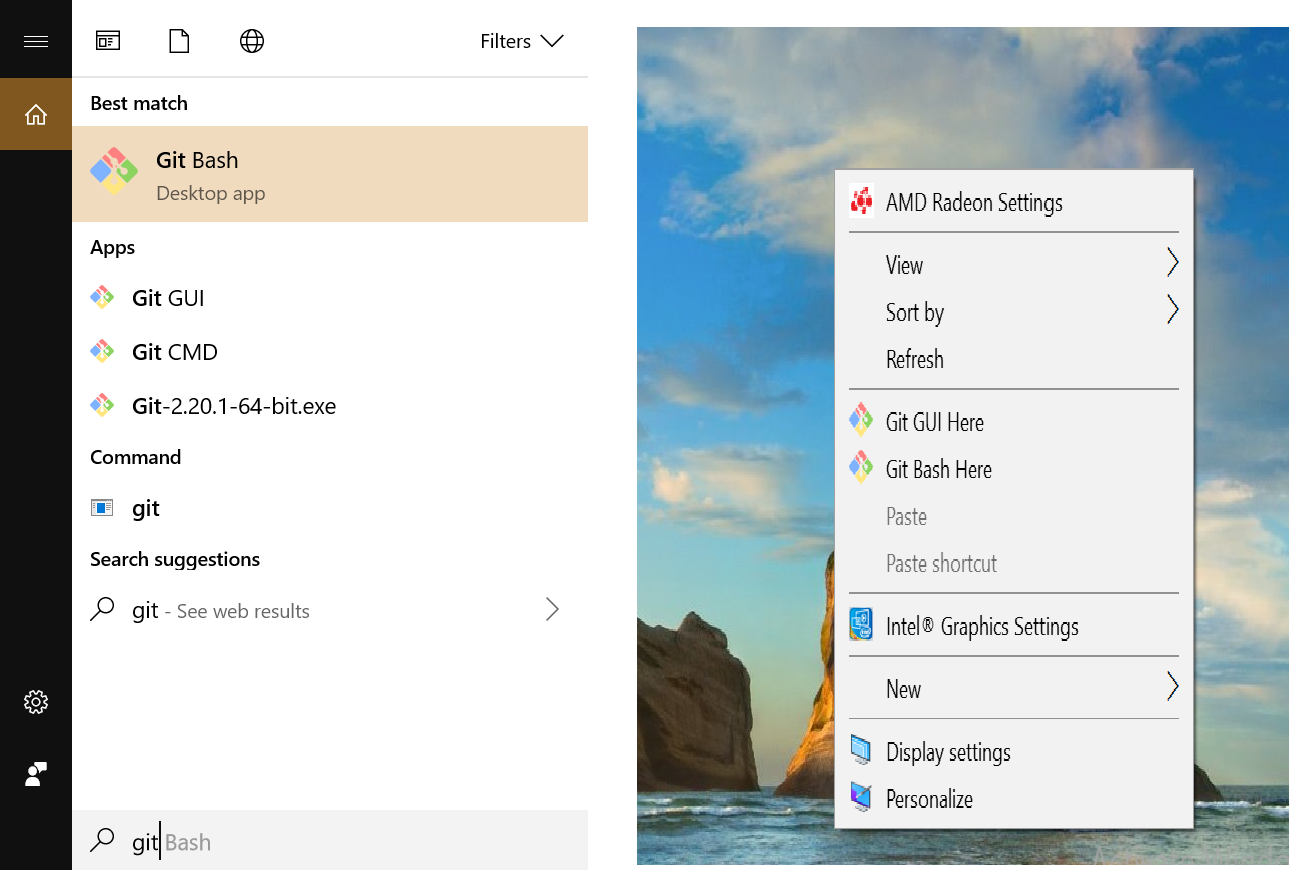 Filters
Best match
Git Bash
Desktop app
Apps
Git GUI
Git CMD
Git-2.20.1-64-bit.exe
Command
git
Search suggestions
git - See web results
git Bash
AMD Radeon Settings
View
Sort by
Refresh
Git GUI Here
Git Bash Here
Paste
Paste shortcut
Intel® Graphics Settings
New
Display settings
Personalize